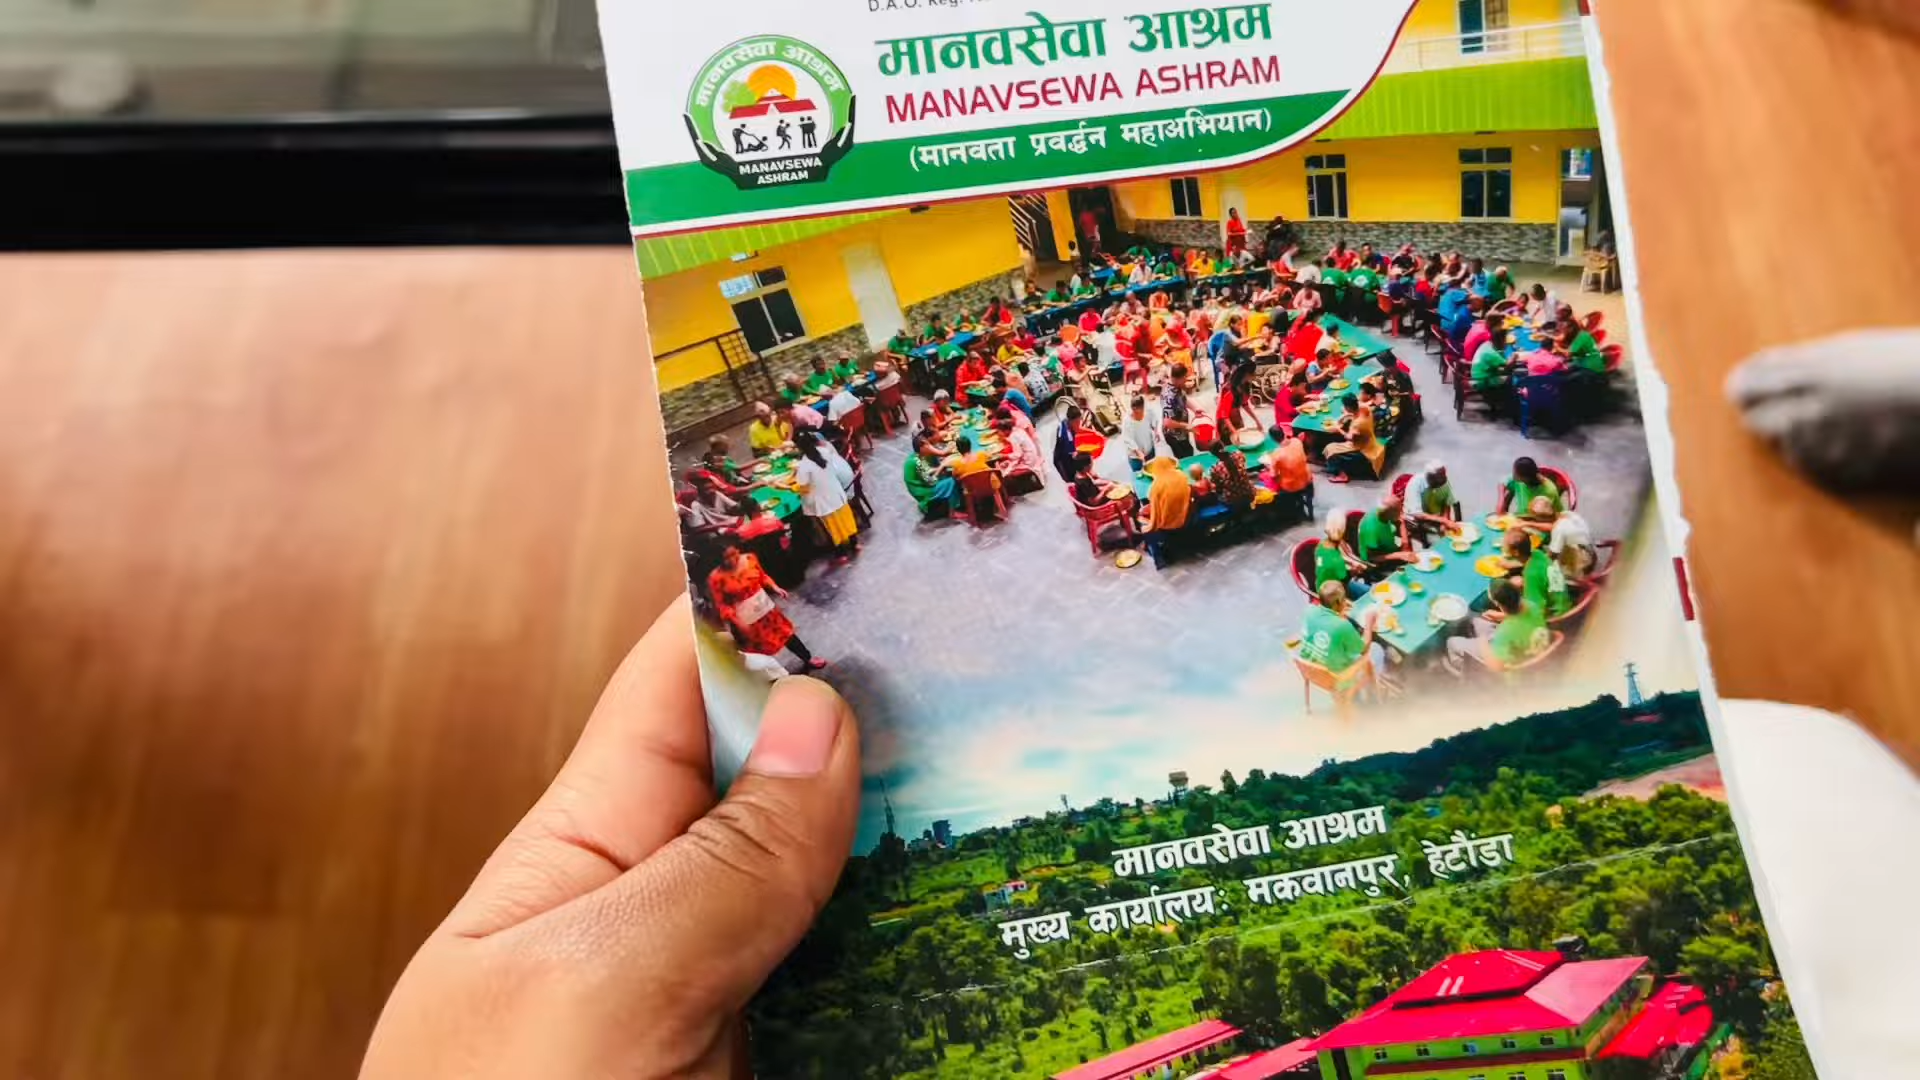 D.A.O. Reg.
मानवसेवा आश्रम
MANAVSEWA ASHRAM
(मानवता प्रवर्द्धन महाअभियान)
मानवसेवा आश्रम
MANAVSEWA
ASHRAM
मानवसेवा आश्रम
मुख्य कार्यालयः मकवानपुर, हेटौंडा